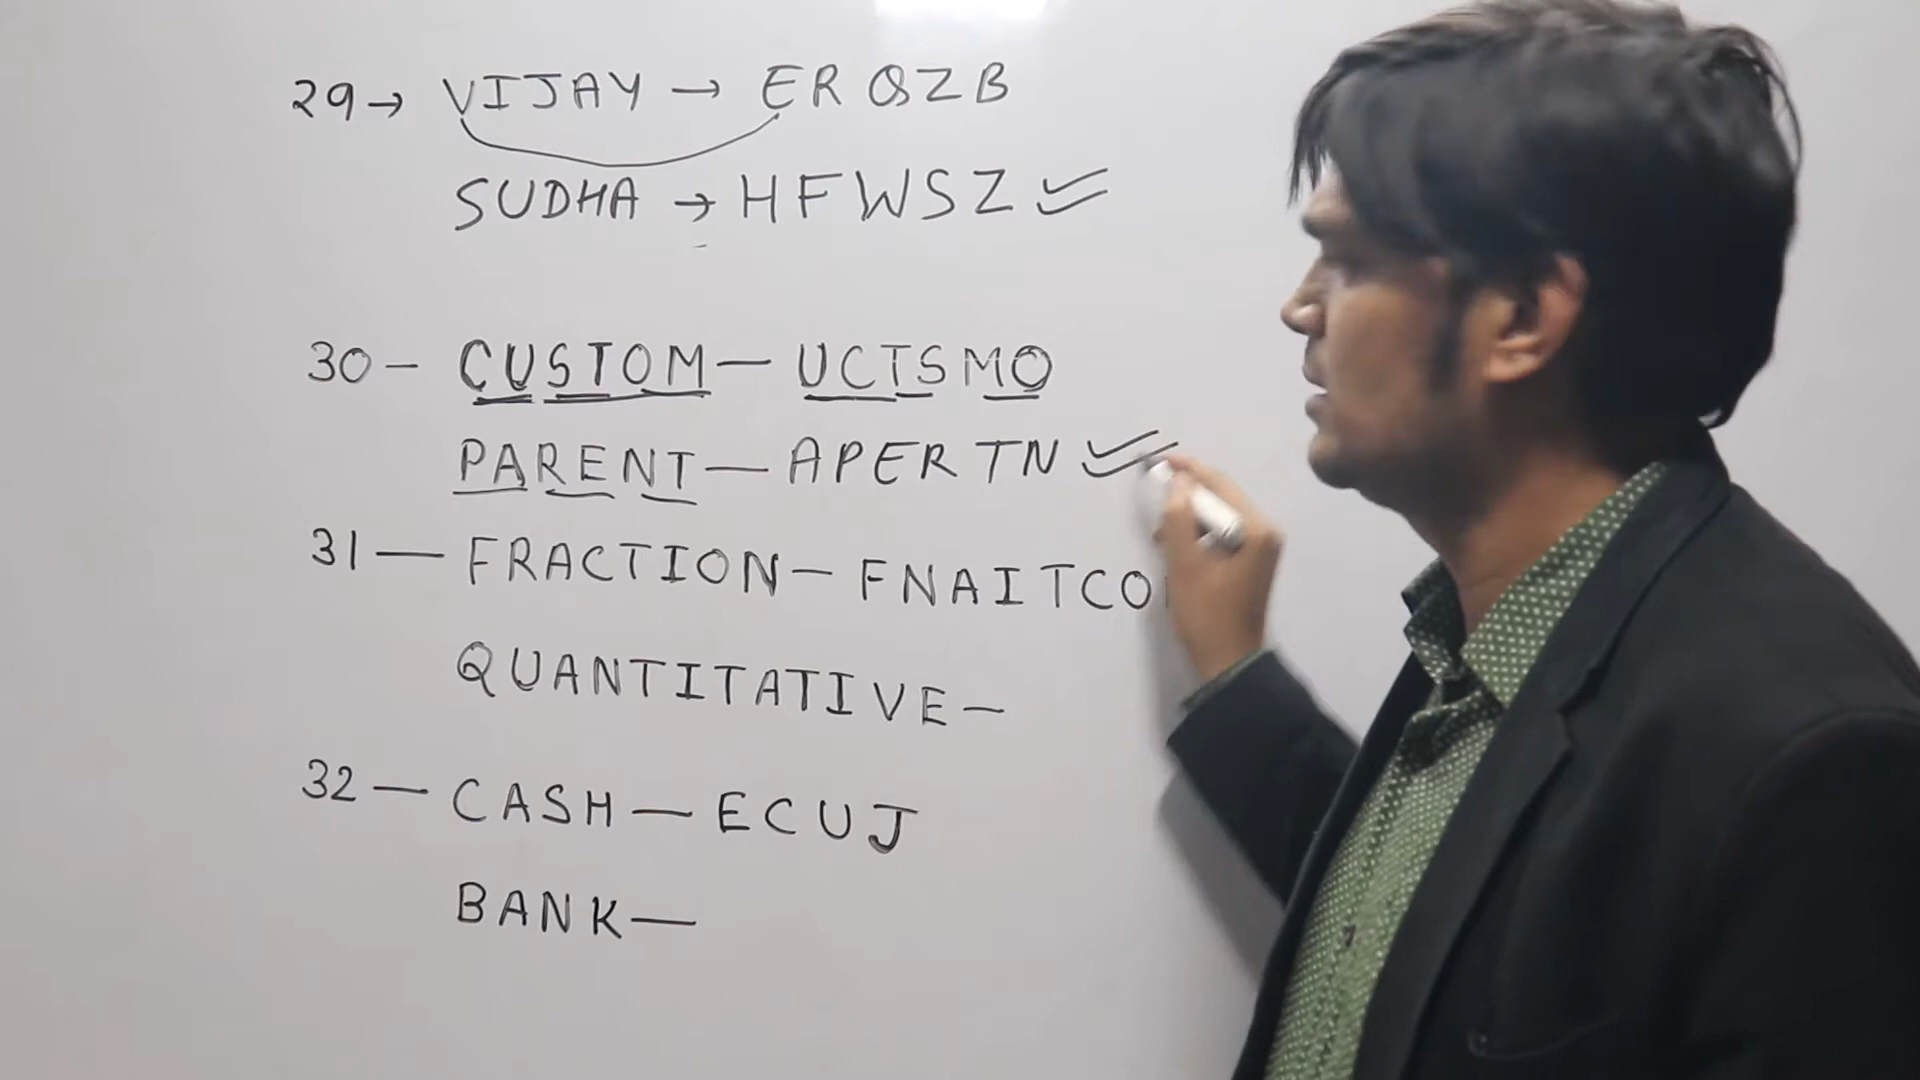 29→ VIJAY → ERQZB
SUDHA → HFWSZ
30 - CUSTOM — UCTSMO
PARENT — APERTN
31 — FRACTION — FNAITCO
QUANTITATIVE —
32 — CASH — ECUJ
BANK —